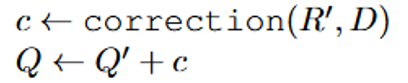 c ← correction(R′, D)
Q ← Q′ + c